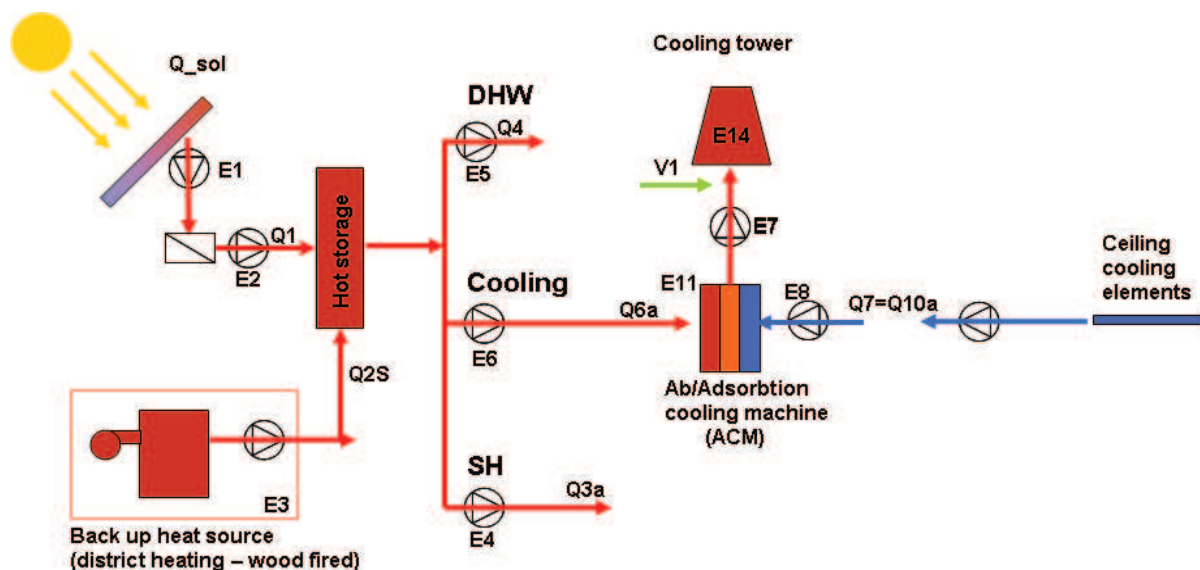 Cooling tower
Q_sol
DHW
Q4
E14
E1
E5
V1
Q1
E7
E2
Hot storage
Cooling
E11
E8
Ceiling
cooling
elements
Q6a
Q7=Q10a
E6
Q2S
Ab/Adsorbtion
cooling machine
(ACM)
SH
Q3a
E3
E4
Back up heat source
(district heating – wood fired)